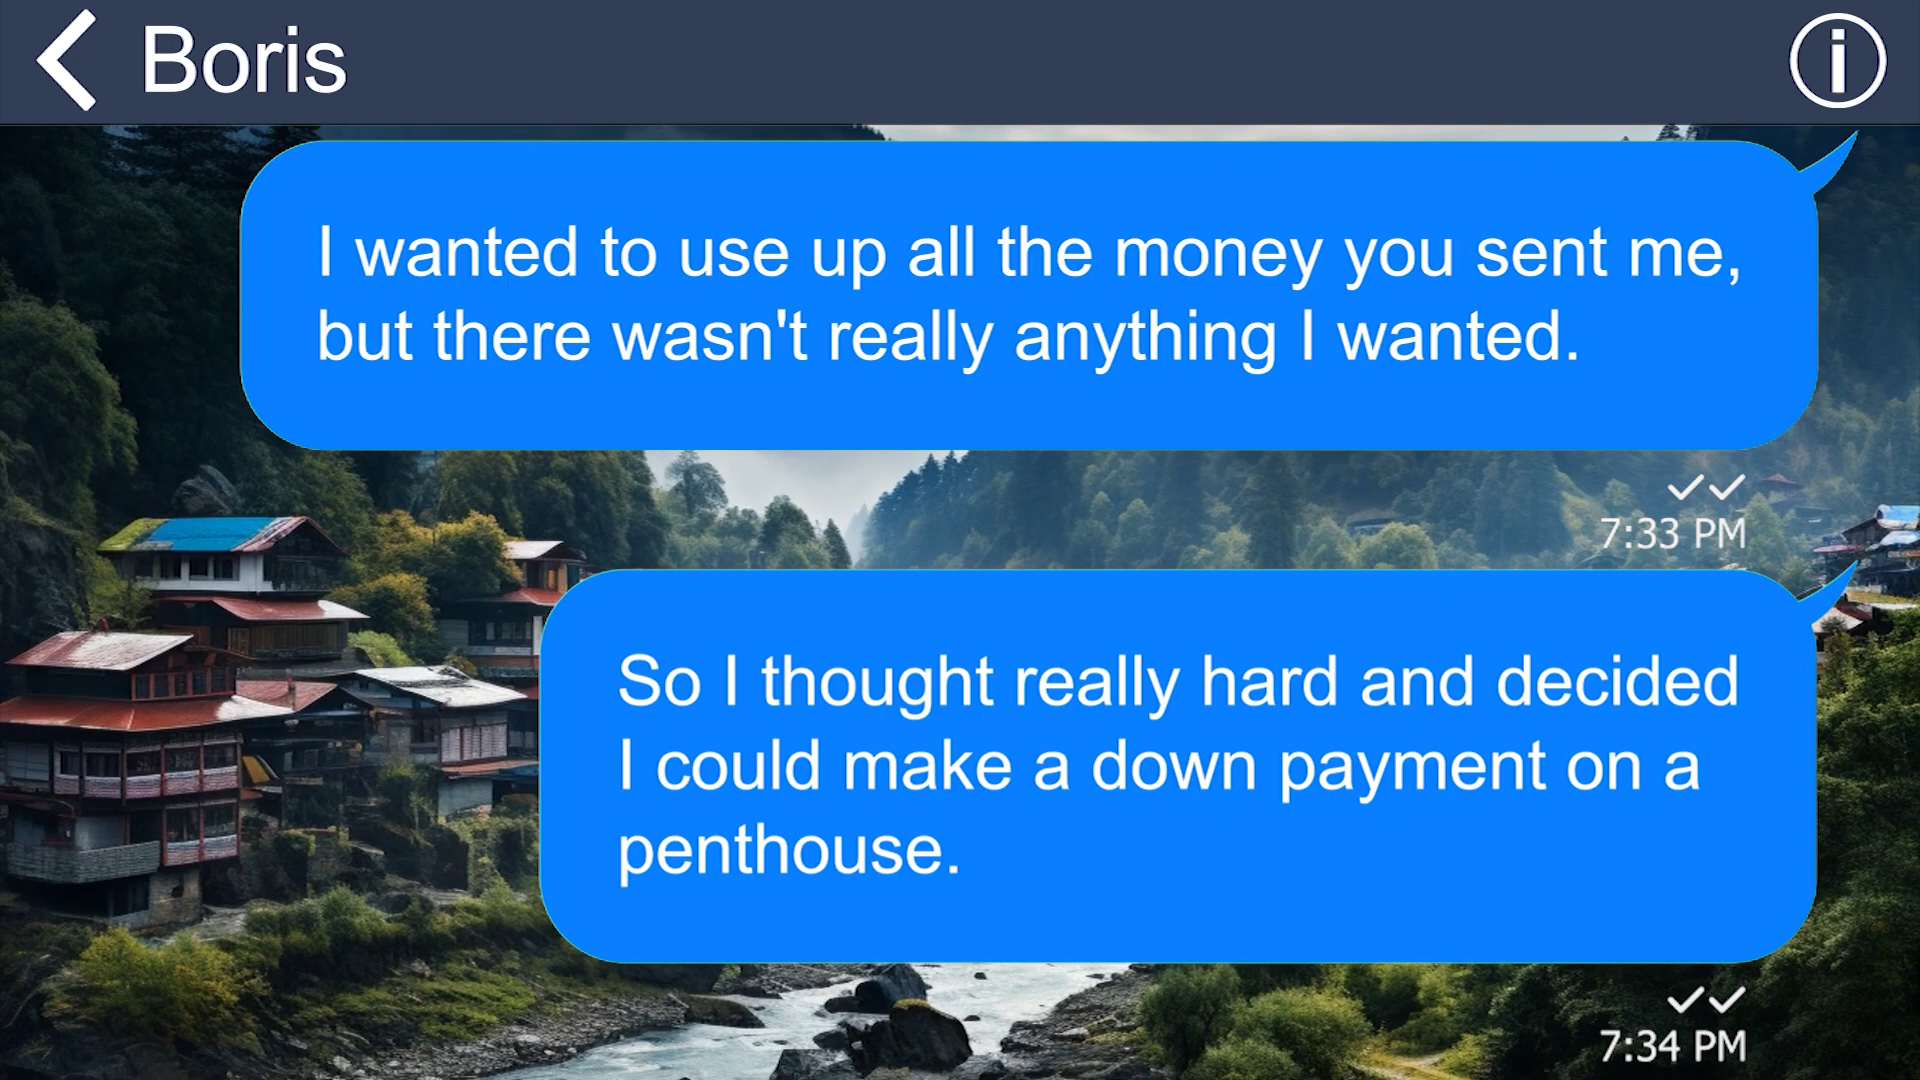 Boris
I wanted to use up all the money you sent me,
but there wasn't really anything I wanted.
7:33 PM
So I thought really hard and decided
I could make a down payment on a
penthouse.
7:34 PM